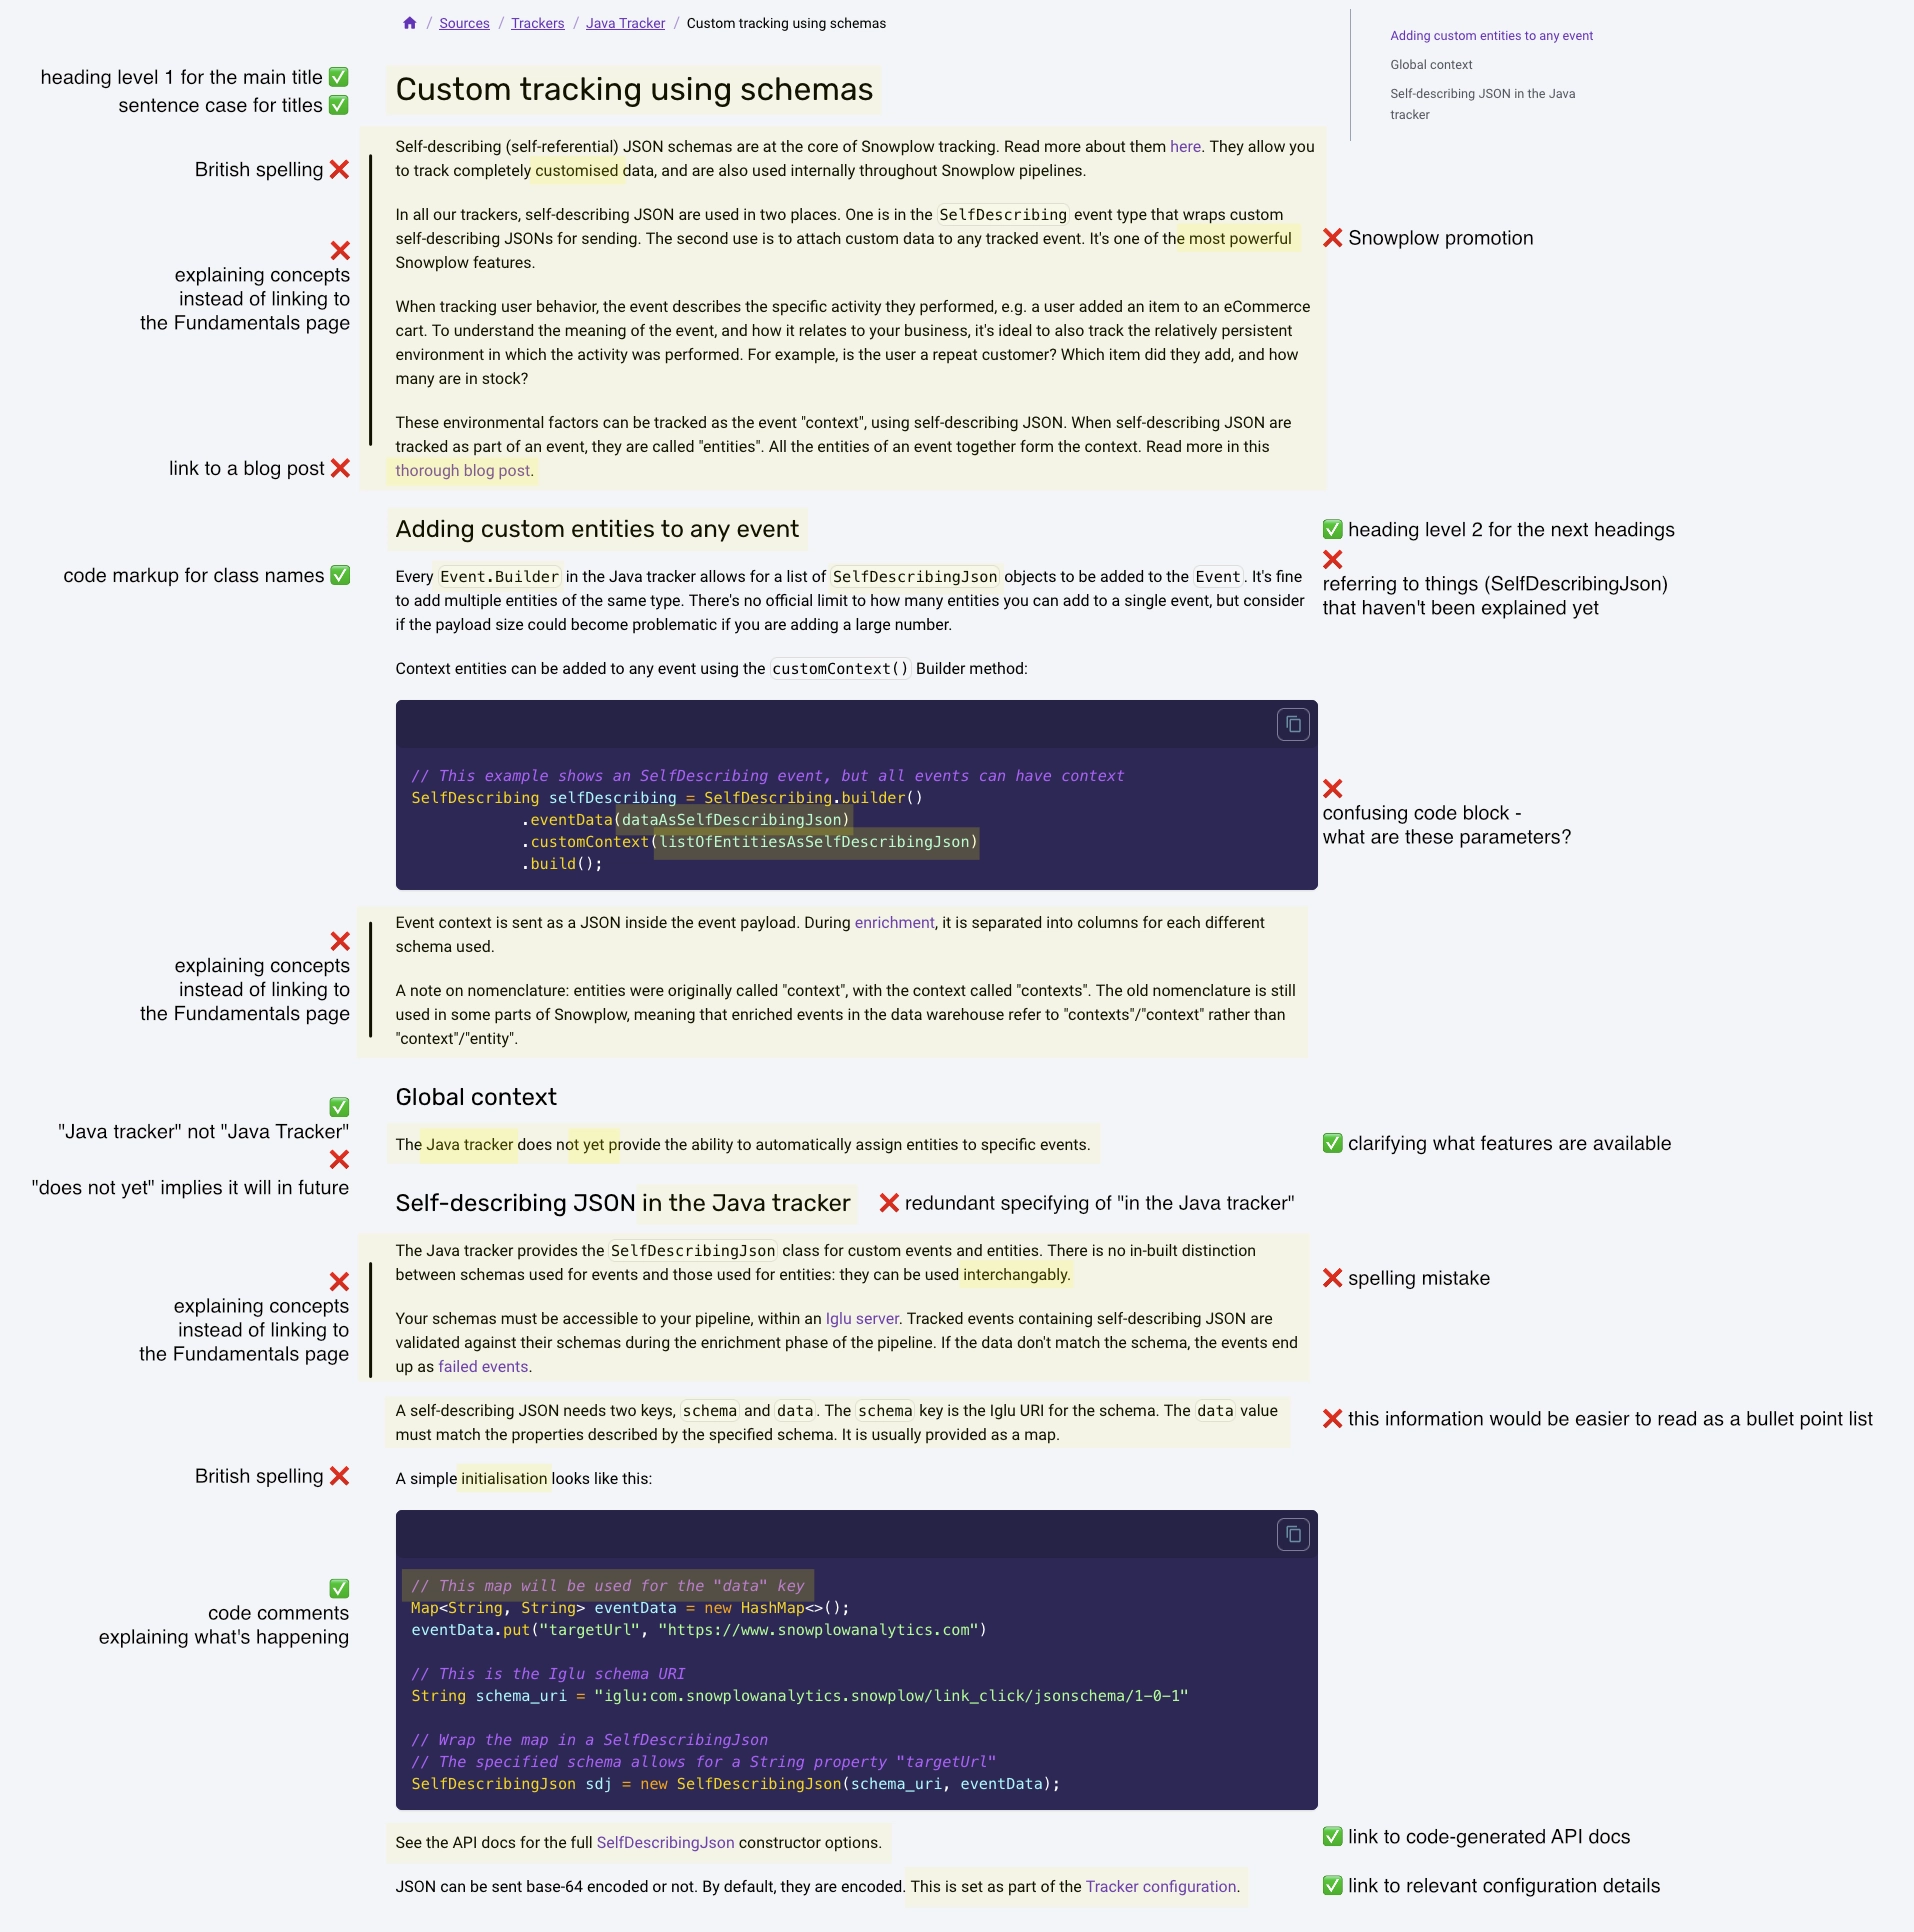 / Sources / Trackers / Java Tracker / Custom tracking using schemas
Adding custom entities to any event
Global context
Self-describing JSON in the Java
tracker
heading level 1 for the main title ✅
sentence case for titles ✅
Custom tracking using schemas
British spelling ❌
❌
explaining concepts
instead of linking to
the Fundamentals page
link to a blog post ❌
Self-describing (self-referential) JSON schemas are at the core of Snowplow tracking. Read more about them here. They allow you
to track completely customised data, and are also used internally throughout Snowplow pipelines.
In all our trackers, self-describing JSON are used in two places. One is in the SelfDescribing event type that wraps custom
self-describing JSONs for sending. The second use is to attach custom data to any tracked event. It's one of the most powerful
Snowplow features.
❌ Snowplow promotion
When tracking user behavior, the event describes the specific activity they performed, e.g. a user added an item to an eCommerce
cart. To understand the meaning of the event, and how it relates to your business, it's ideal to also track the relatively persistent
environment in which the activity was performed. For example, is the user a repeat customer? Which item did they add, and how
many are in stock?
These environmental factors can be tracked as the event "context", using self-describing JSON. When self-describing JSON are
tracked as part of an event, they are called "entities". All the entities of an event together form the context. Read more in this
thorough blog post.
Adding custom entities to any event
✅ heading level 2 for the next headings
❌
referring to things (SelfDescribingJson)
that haven't been explained yet
code markup for class names ✅
Every Event.Builder in the Java tracker allows for a list of SelfDescribingJson objects to be added to the Event. It's fine
to add multiple entities of the same type. There's no official limit to how many entities you can add to a single event, but consider
if the payload size could become problematic if you are adding a large number.
Context entities can be added to any event using the customContext() Builder method:
// This example shows an SelfDescribing event, but all events can have context
SelfDescribing selfDescribing = SelfDescribing.builder()
.eventData(dataAsSelfDescribingJson)
.customContext(listOfEntitiesAsSelfDescribingJson)
.build();
❌
confusing code block -
what are these parameters?
❌
explaining concepts
instead of linking to
the Fundamentals page
Event context is sent as a JSON inside the event payload. During enrichment, it is separated into columns for each different
schema used.
A note on nomenclature: entities were originally called "context", with the context called "contexts". The old nomenclature is still
used in some parts of Snowplow, meaning that enriched events in the data warehouse refer to "contexts"/"context" rather than
"context"/"entity".
Global context
✅
"Java tracker" not "Java Tracker"
❌
"does not yet" implies it will in future
The Java tracker does not yet provide the ability to automatically assign entities to specific events.
✅ clarifying what features are available
Self-describing JSON in the Java tracker
❌ redundant specifying of "in the Java tracker"
❌
explaining concepts
instead of linking to
the Fundamentals page
The Java tracker provides the SelfDescribingJson class for custom events and entities. There is no in-built distinction
between schemas used for events and those used for entities: they can be used interchangably.
❌ spelling mistake
Your schemas must be accessible to your pipeline, within an Iglu server. Tracked events containing self-describing JSON are
validated against their schemas during the enrichment phase of the pipeline. If the data don't match the schema, the events end
up as failed events.
A self-describing JSON needs two keys, schema and data. The schema key is the Iglu URI for the schema. The data value
must match the properties described by the specified schema. It is usually provided as a map.
❌ this information would be easier to read as a bullet point list
British spelling ❌
A simple initialisation looks like this:
✅
code comments
explaining what's happening
// This map will be used for the "data" key
Map<String, String> eventData = new HashMap<>();
eventData.put("targetUrl", "https://www.snowplowanalytics.com")
// This is the Iglu schema URI
String schema_uri = "iglu:com.snowplowanalytics.snowplow/link_click/jsonschema/1-0-1"
// Wrap the map in a SelfDescribingJson
// The specified schema allows for a String property "targetUrl"
SelfDescribingJson sdj = new SelfDescribingJson(schema_uri, eventData);
See the API docs for the full SelfDescribingJson constructor options.
✅ link to code-generated API docs
JSON can be sent base-64 encoded or not. By default, they are encoded. This is set as part of the Tracker configuration.
✅ link to relevant configuration details